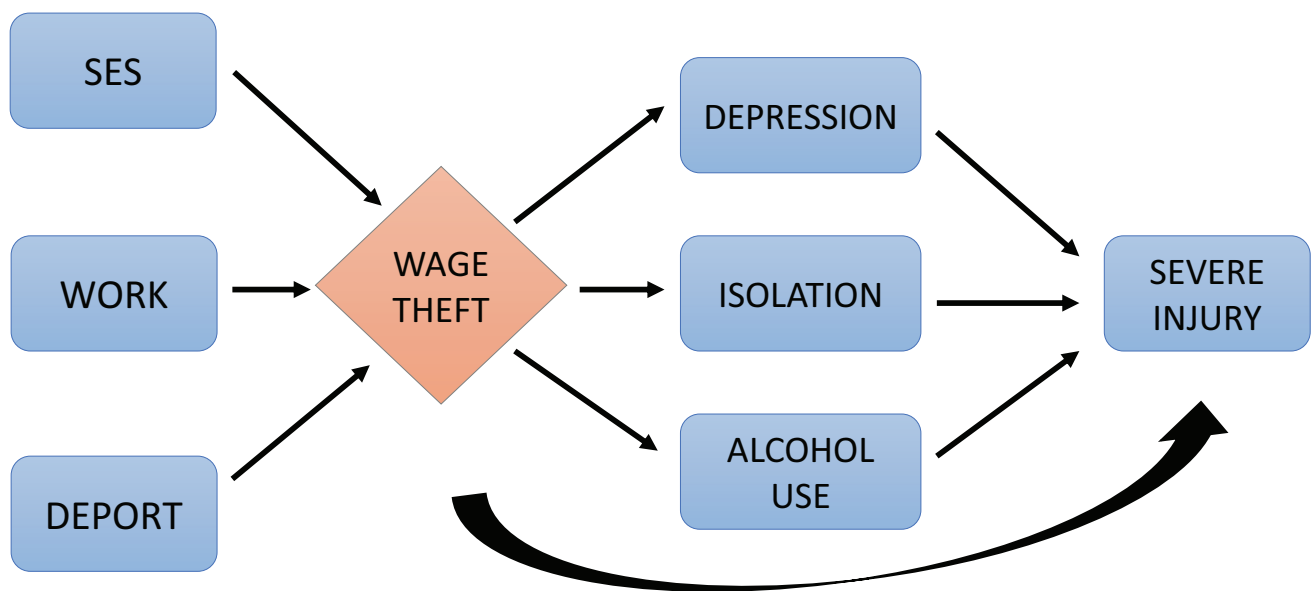 SES
WORK
DEPORT
WAGE
THEFT
DEPRESSION
ISOLATION
ALCOHOL
USE
SEVERE
INJURY